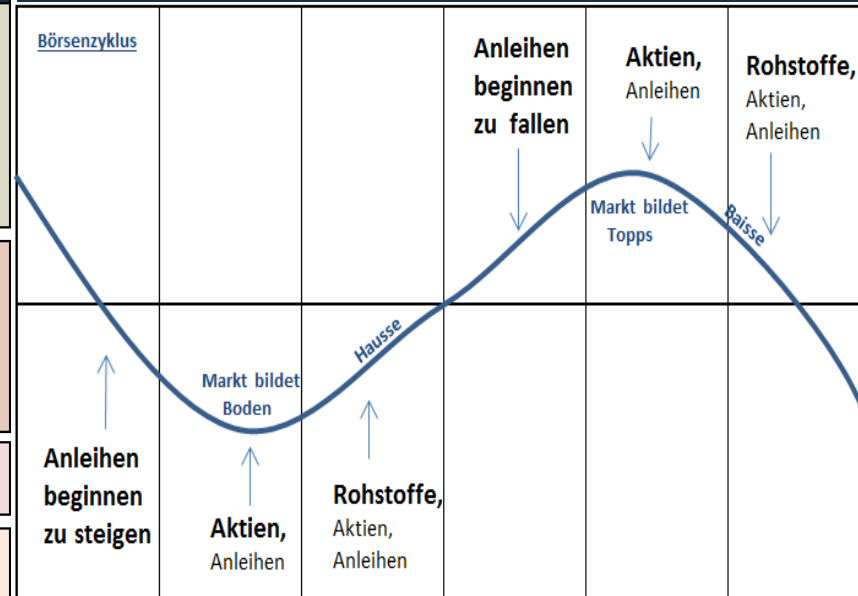 Börsenzyklus
Anleihen
beginnen
zu fallen
Aktien,
Anleihen
Rohstoffe,
Aktien,
Anleihen
Markt bildet
Topps
Baisse
Hausse
Markt bildet
Boden
Anleihen
beginnen
zu steigen
Aktien,
Anleihen
Rohstoffe,
Aktien,
Anleihen